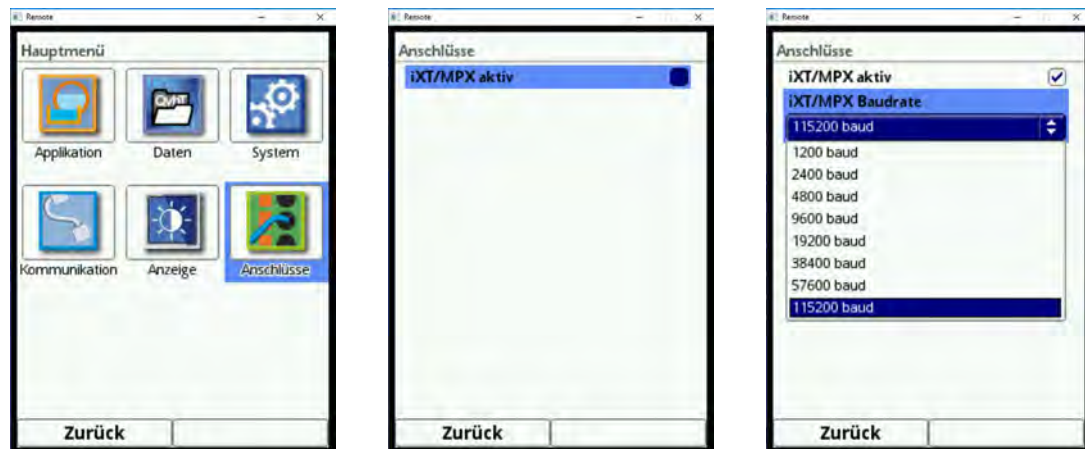 Remote
Hauptmenü
QVNT
Applikation
Daten
System
Kommunikation
Anzeige
Anschlüsse
Zurück
Remote
Anschlüsse
iXT/MPX aktiv
Zurück
Remote
Anschlüsse
iXT/MPX aktiv
iXT/MPX Baudrate
115200 baud
1200 baud
2400 baud
4800 baud
9600 baud
19200 baud
38400 baud
57600 baud
115200 baud
Zurück